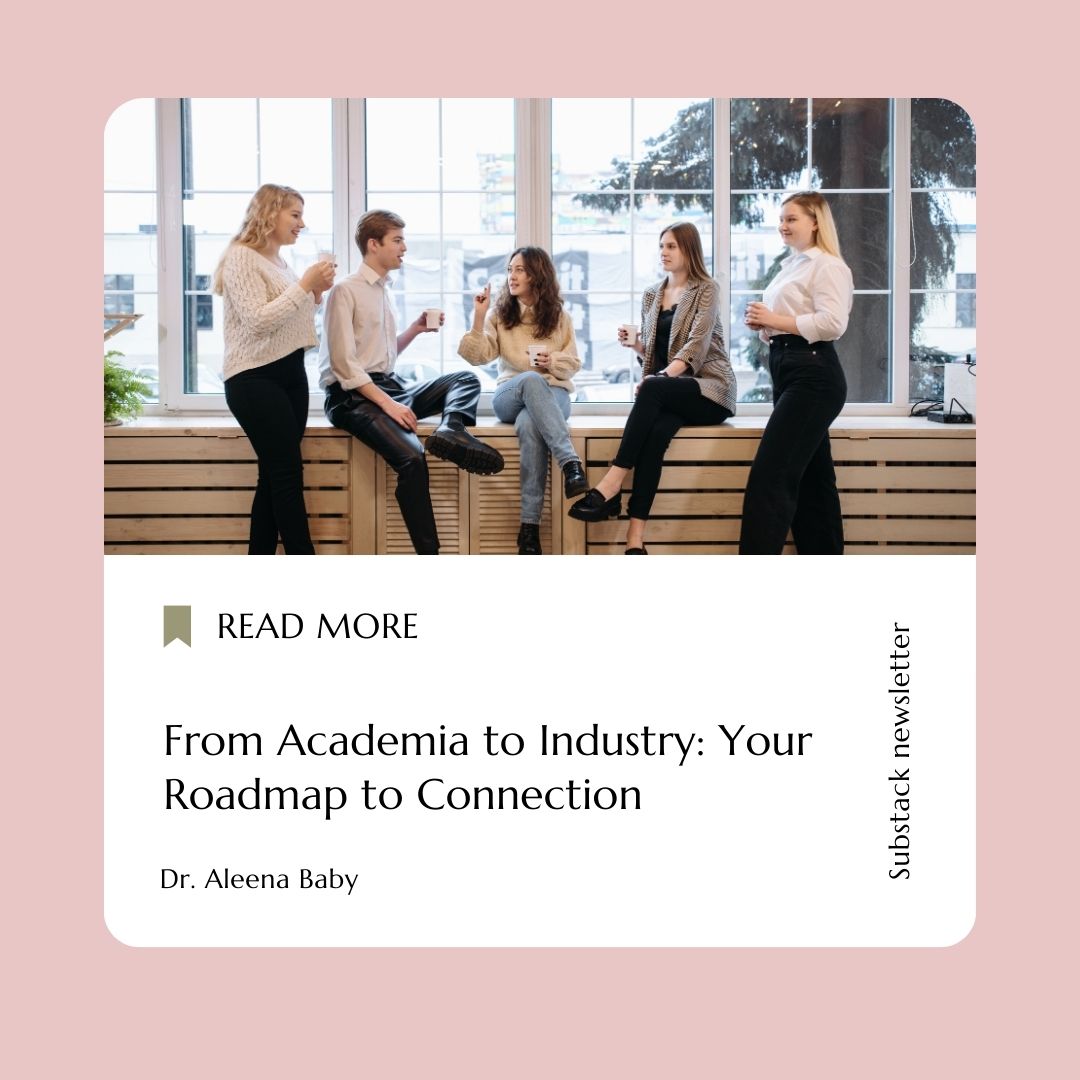 READ MORE
From Academia to Industry: Your
Roadmap to Connection
Dr. Aleena Baby
Substack newsletter